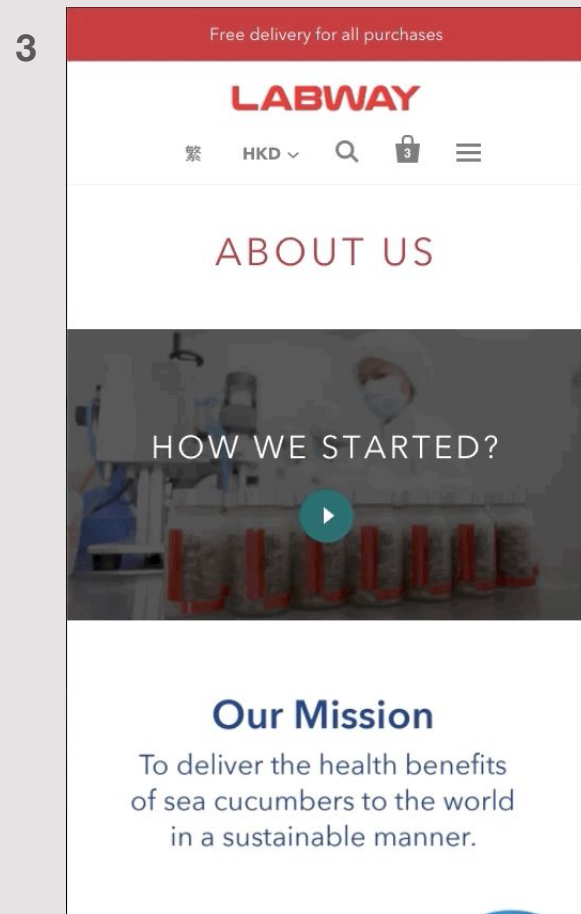 3
Free delivery for all purchases
LABWAY
繁 HKD 3
ABOUT US
HOW WE STARTED?
Our Mission
To deliver the health benefits
of sea cucumbers to the world
in a sustainable manner.